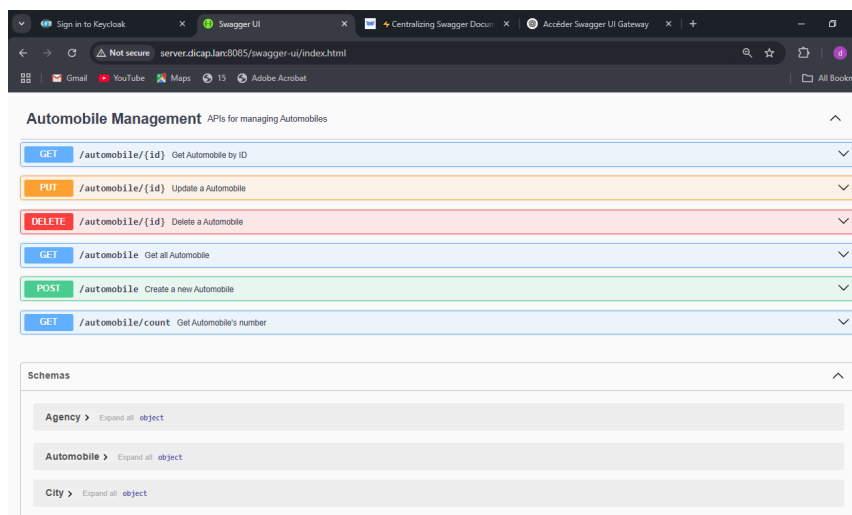 Sign in to Keycloak
Swagger UI
Centralizing Swagger Docum
Accéder Swagger UI Gateway
Not secure server.dicap.lan:8085/swagger-ui/index.html
d
Gmail YouTube Maps 15 Adobe Acrobat All Bookn
Automobile Management APIs for managing Automobiles
GET /automobile/{id} Get Automobile by ID
PUT /automobile/{id} Update a Automobile
DELETE /automobile/{id} Delete a Automobile
GET /automobile Get all Automobile
POST /automobile Create a new Automobile
GET /automobile/count Get Automobile's number
Schemas
Agency Expand all object
Automobile Expand all object
City Expand all object